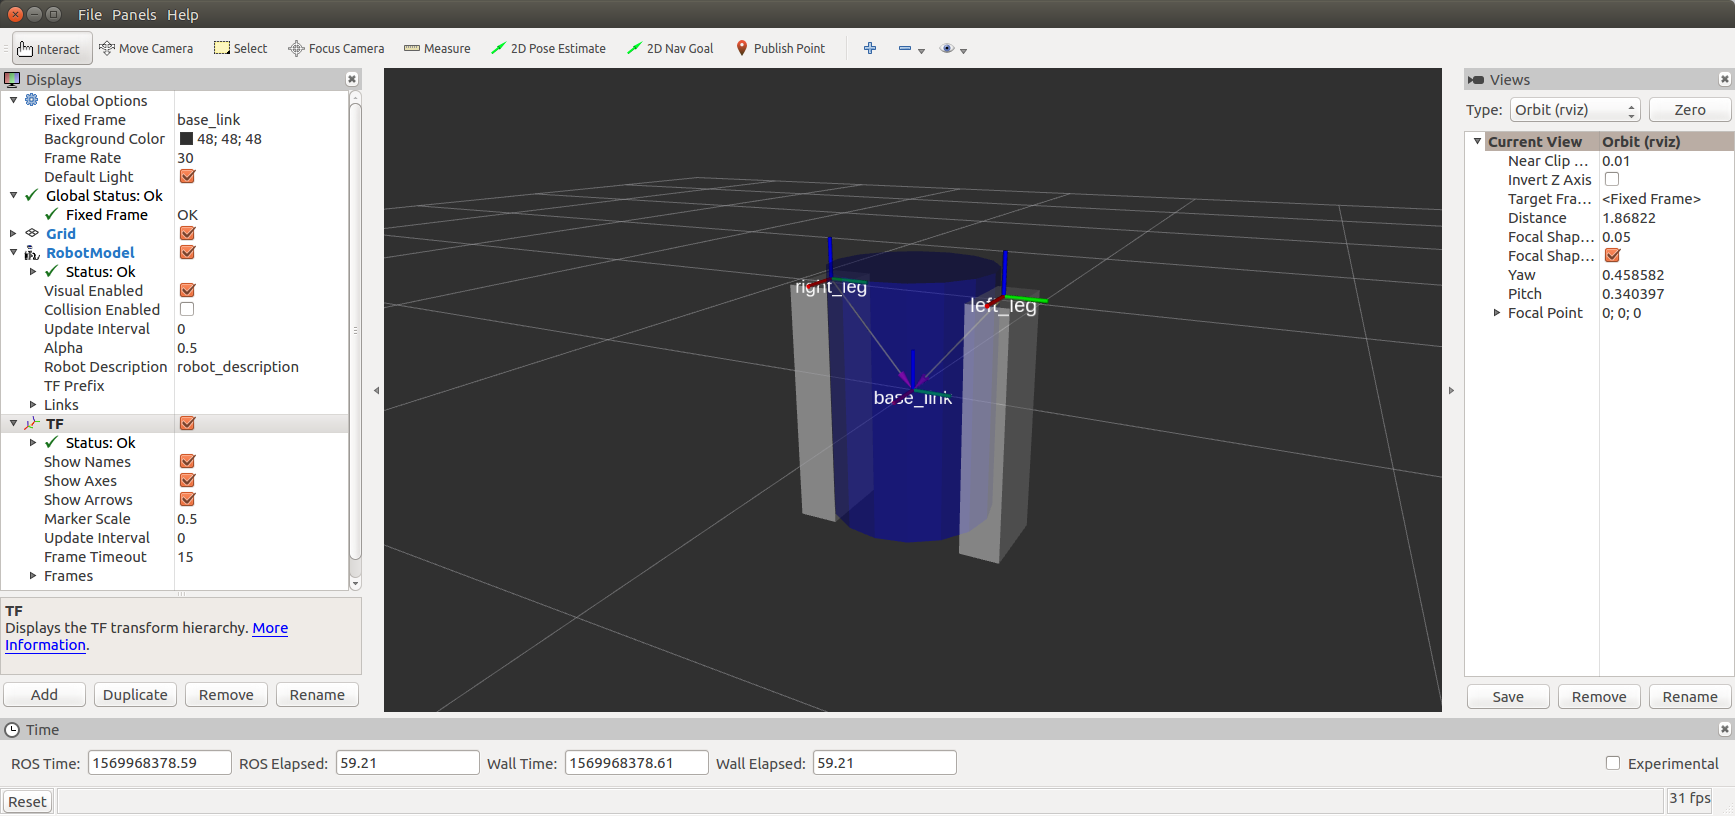 File Panels Help
Interact Move Camera Select Focus Camera Measure 2D Pose Estimate 2D Nav Goal Publish Point
Displays
Global Options
Fixed Frame base_link
Background Color 48; 48; 48
Frame Rate 30
Default Light
Global Status: Ok
Fixed Frame OK
Grid
RobotModel
Status: Ok
Visual Enabled
Collision Enabled
Update Interval 0
Alpha 0.5
Robot Description robot_description
TF Prefix
Links
TF
Status: Ok
Show Names
Show Axes
Show Arrows
Marker Scale 0.5
Update Interval 0
Frame Timeout 15
Frames
TF
Displays the TF transform hierarchy. More
Information.
Add Duplicate Remove Rename
right_leg
left_leg
base_link
Views
Type: Orbit (rviz) Zero
Current View Orbit (rviz)
Near Clip ... 0.01
Invert Z Axis
Target Fra... <Fixed Frame>
Distance 1.86822
Focal Shap... 0.05
Focal Shap...
Yaw 0.458582
Pitch 0.340397
Focal Point 0; 0; 0
Save Remove Rename
Time
ROS Time: 1569968378.59 ROS Elapsed: 59.21 Wall Time: 1569968378.61 Wall Elapsed: 59.21 Experimental
Reset 31 fps